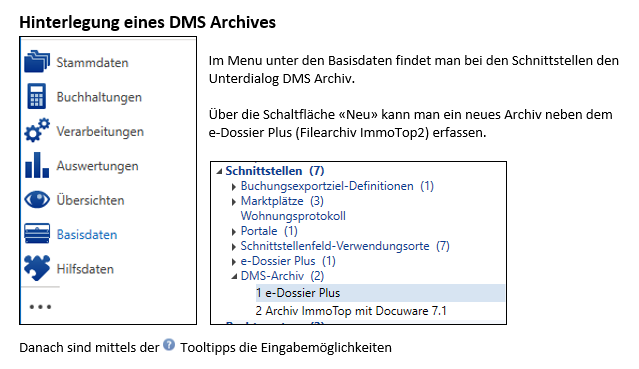 Hinterlegung eines DMS Archives
Stammdaten
Buchhaltungen
Verarbeitungen
Auswertungen
Übersichten
Basisdaten
Hilfsdaten
Im Menu unter den Basisdaten findet man bei den Schnittstellen den
Unterdialog DMS Archiv.
Über die Schaltfläche «Neu» kann man ein neues Archiv neben dem
e-Dossier Plus (Filearchiv ImmoTop2) erfassen.
Schnittstellen (7)
Buchungsexportziel-Definitionen (1)
Marktplätze (3)
Wohnungsprotokoll
Portale (1)
Schnittstellenfeld-Verwendungsorte (7)
e-Dossier Plus (1)
DMS-Archiv (2)
1 e-Dossier Plus
2 Archiv ImmoTop mit Docuware 7.1
Danach sind mittels der Tooltipps die Eingabemöglichkeiten